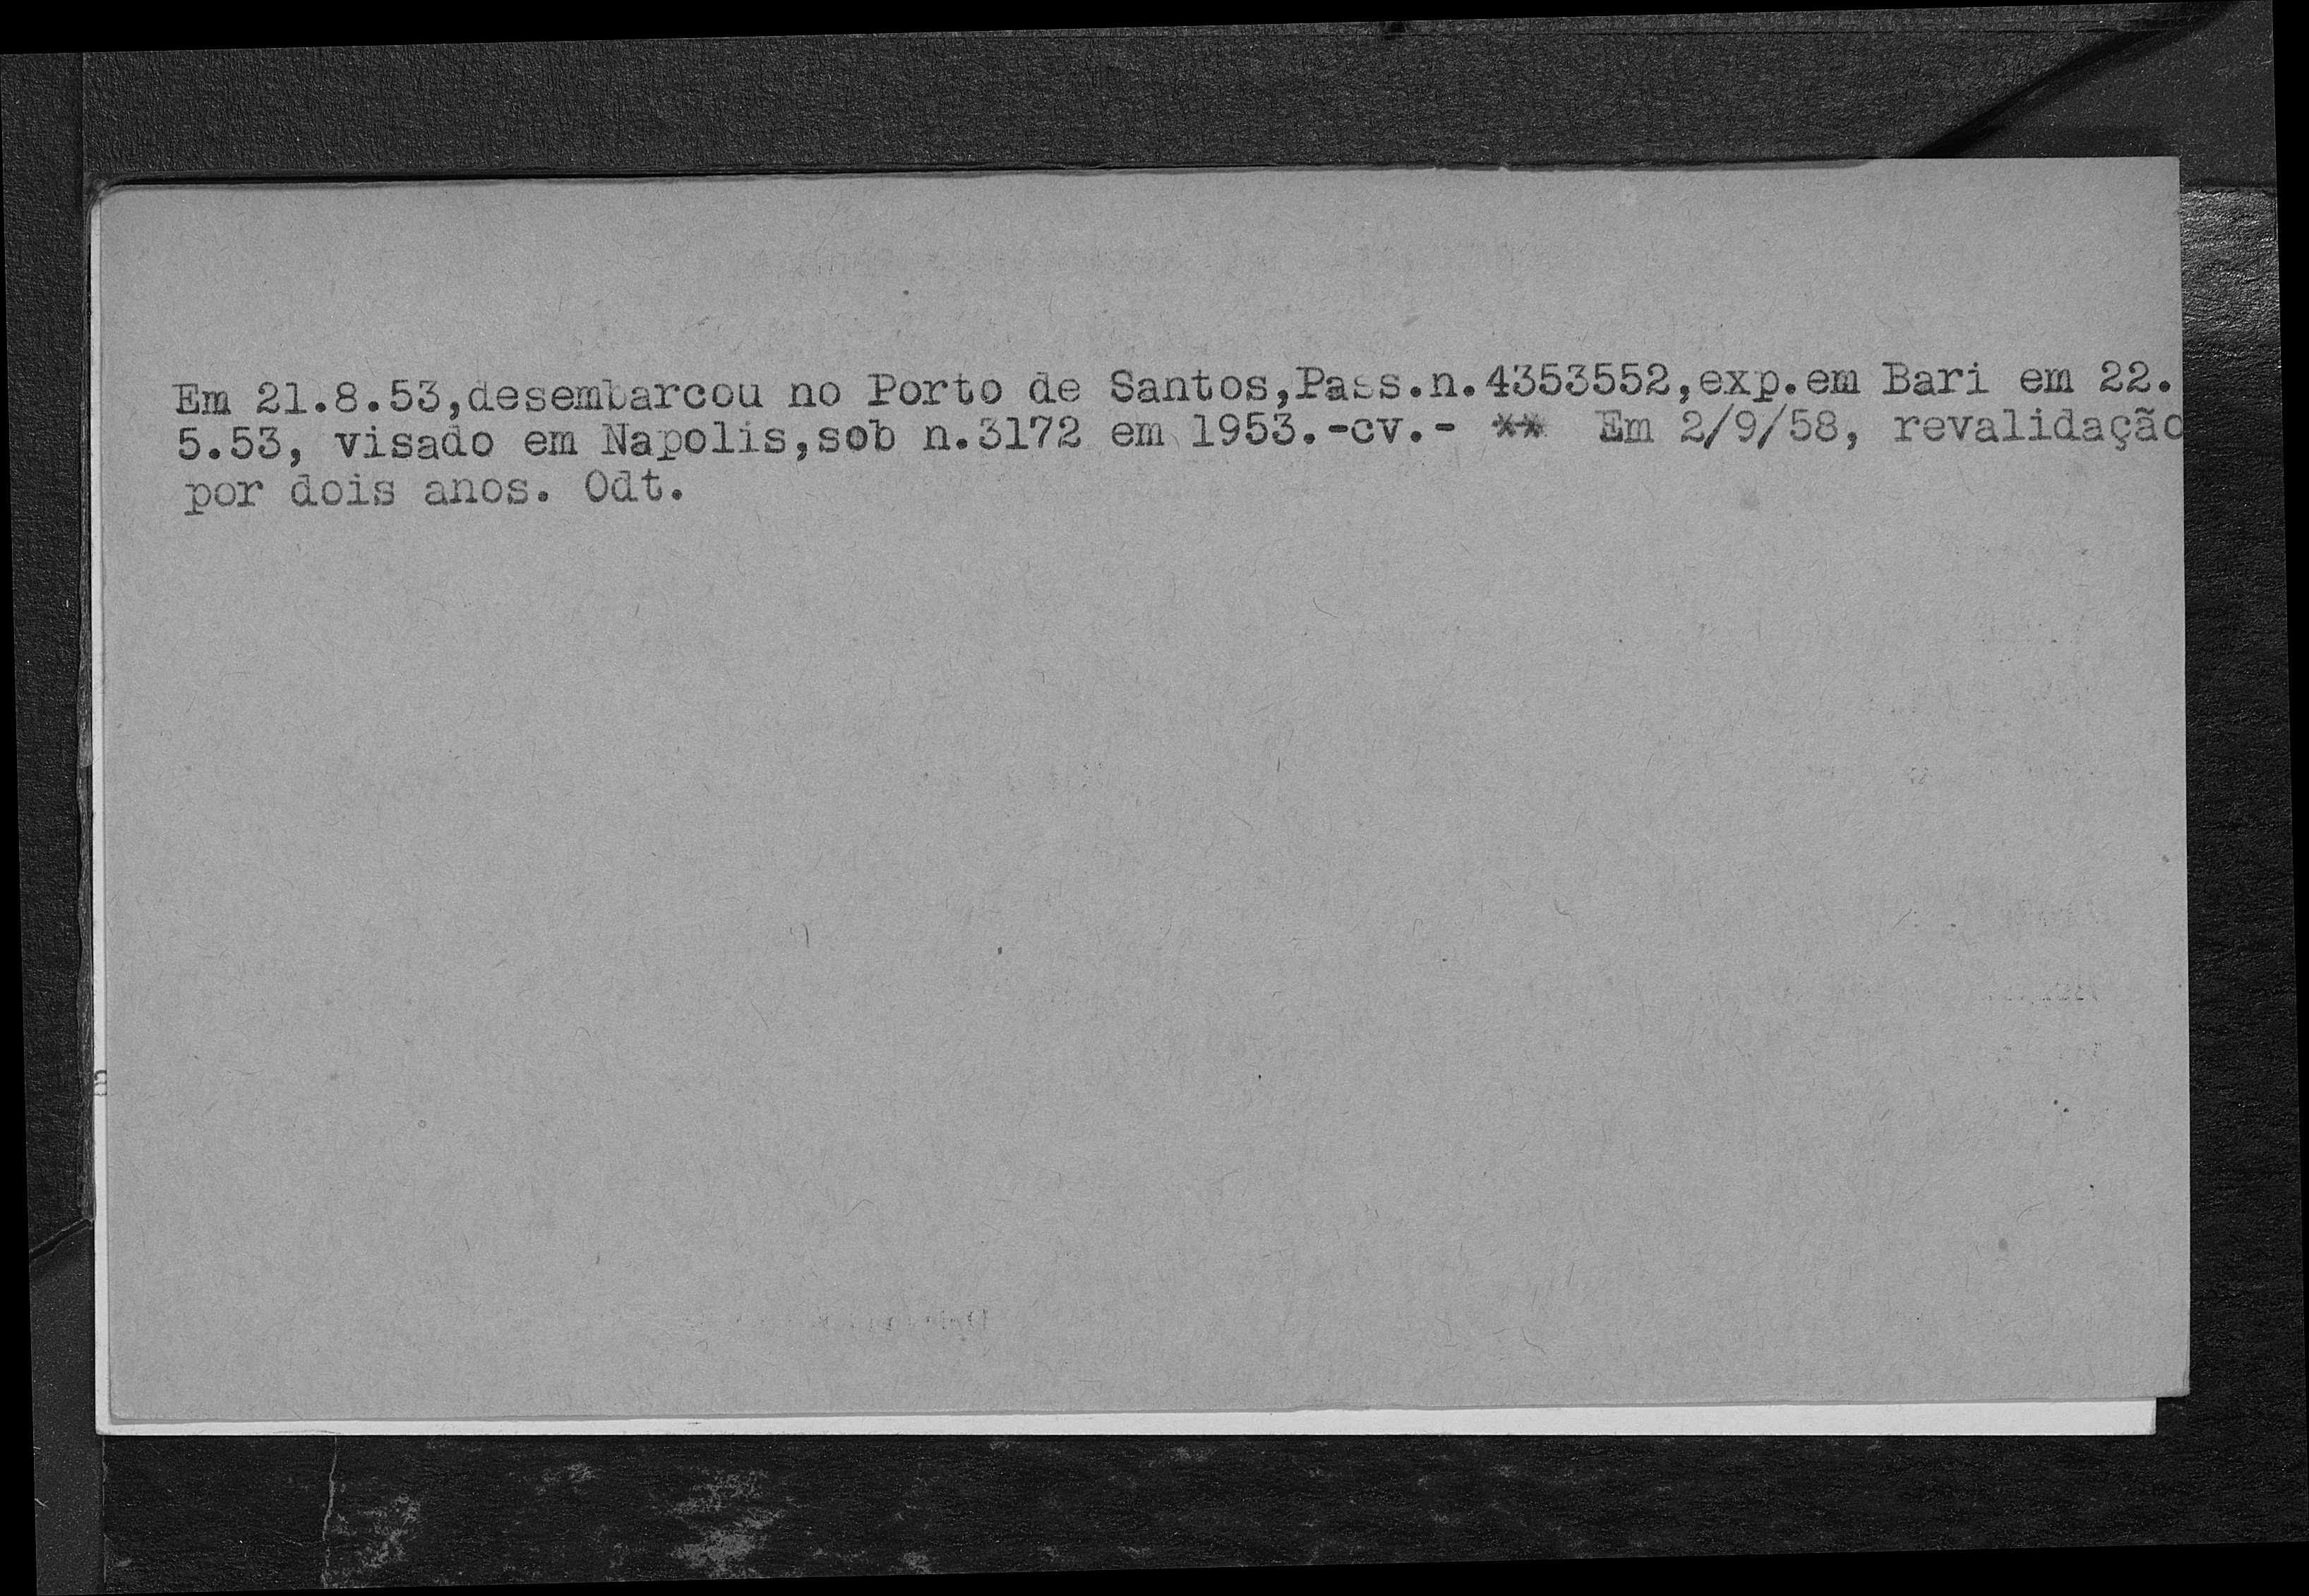 Em 21.8.53,desembarcou no Porto de Santos,Pass.n.4353552,exp.em Bari em 22.
5.53, visado em Napolis,sob n.3172 em 1953.-cv.- ** Em 2/9/58, revalidação
por dois anos. Odt.